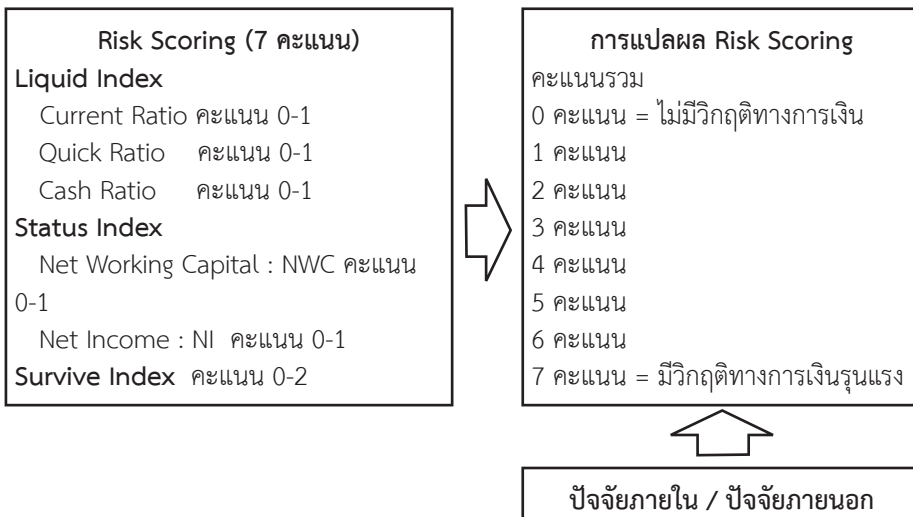 Risk Scoring (7 คะแนน)
Liquid Index
Current Ratio คะแนน 0-1
Quick Ratio คะแนน 0-1
Cash Ratio คะแนน 0-1
Status Index
Net Working Capital : NWC คะแนน
0-1
Net Income : NI คะแนน 0-1
Survive Index คะแนน 0-2
การแปลผล Risk Scoring
คะแนนรวม
0 คะแนน = ไม่มีวิกฤติทางการเงิน
1 คะแนน
2 คะแนน
3 คะแนน
4 คะแนน
5 คะแนน
6 คะแนน
7 คะแนน = มีวิกฤติทางการเงินรุนแรง
ปัจจัยภายใน / ปัจจัยภายนอก